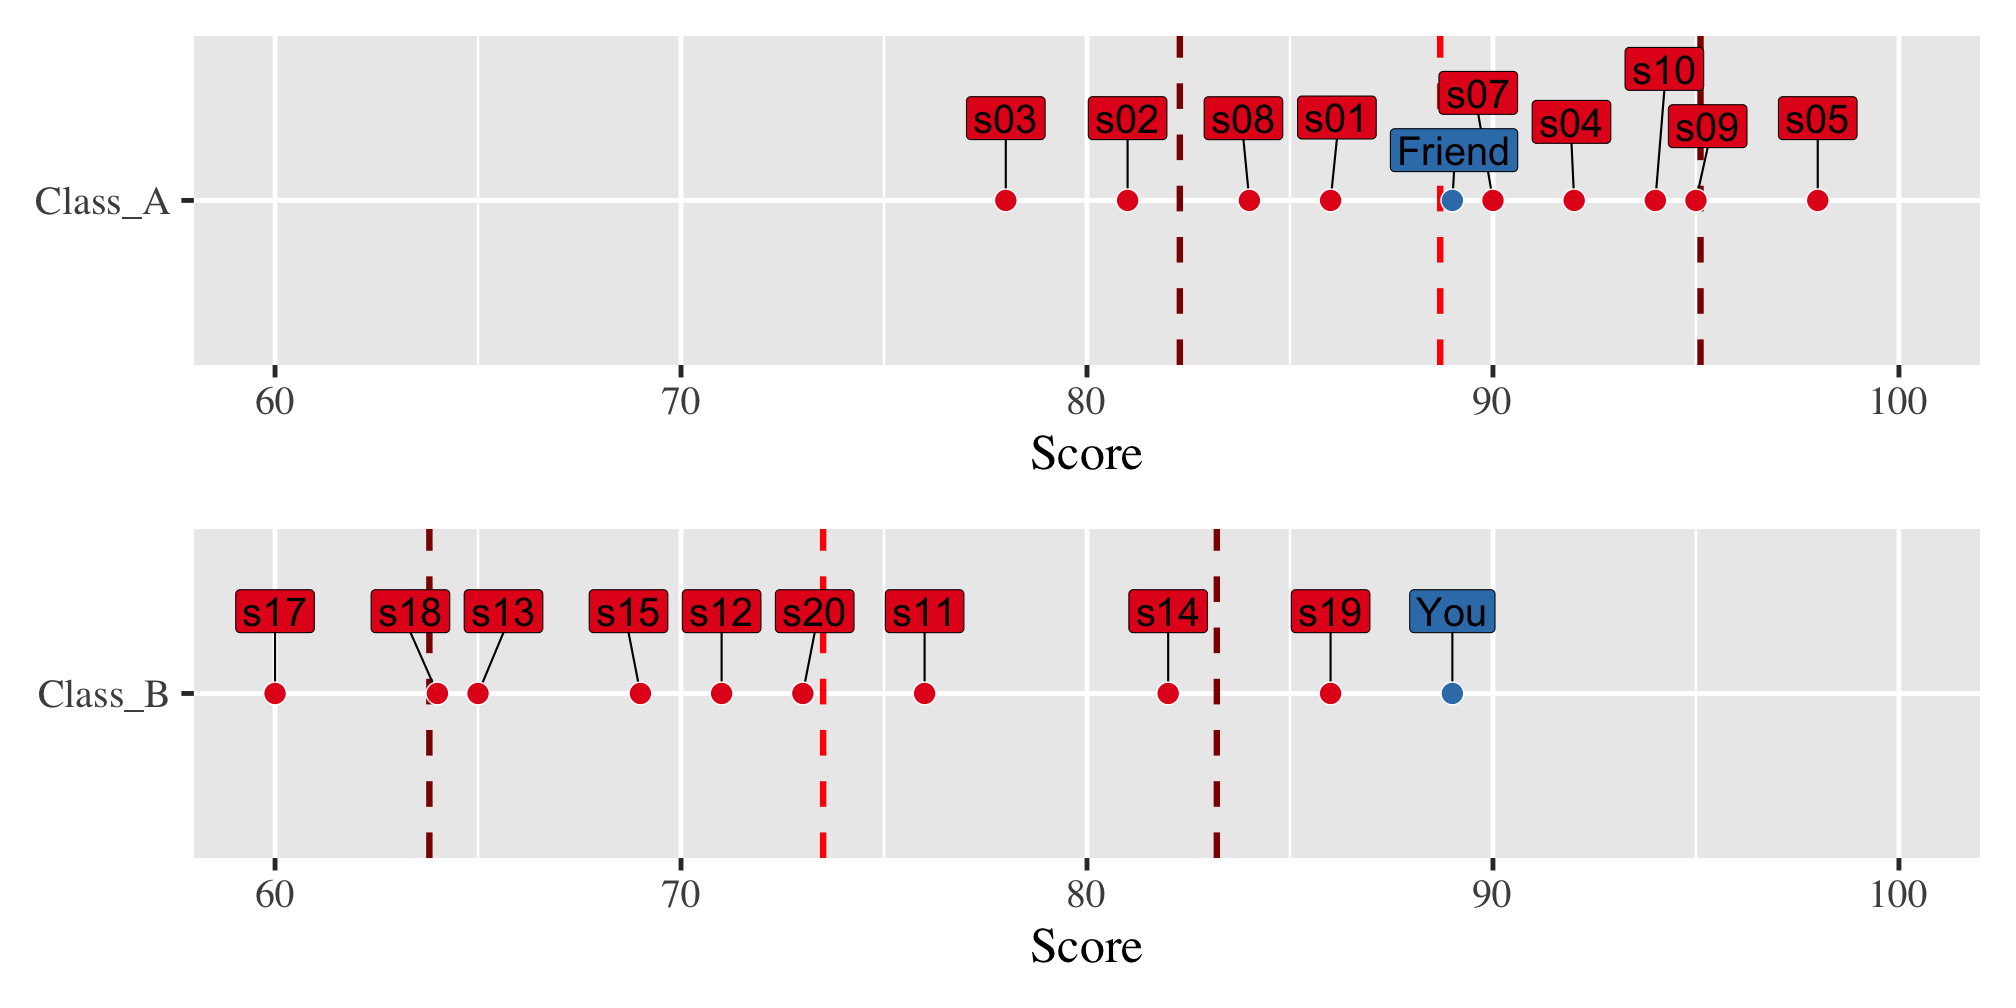 s10
s07
s03 s02 s08 s01 s04 s09 s05
Friend
Class_A
60 70 80 90 100
Score
s17 s18 s13 s15 s12 s20 s11 s14 s19 You
Class_B
60 70 80 90 100
Score